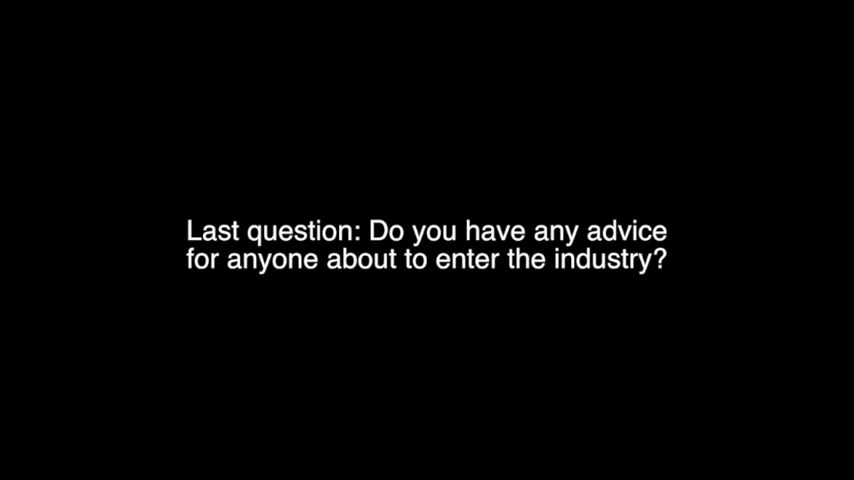 Last question: Do you have any advice
for anyone about to enter the industry?